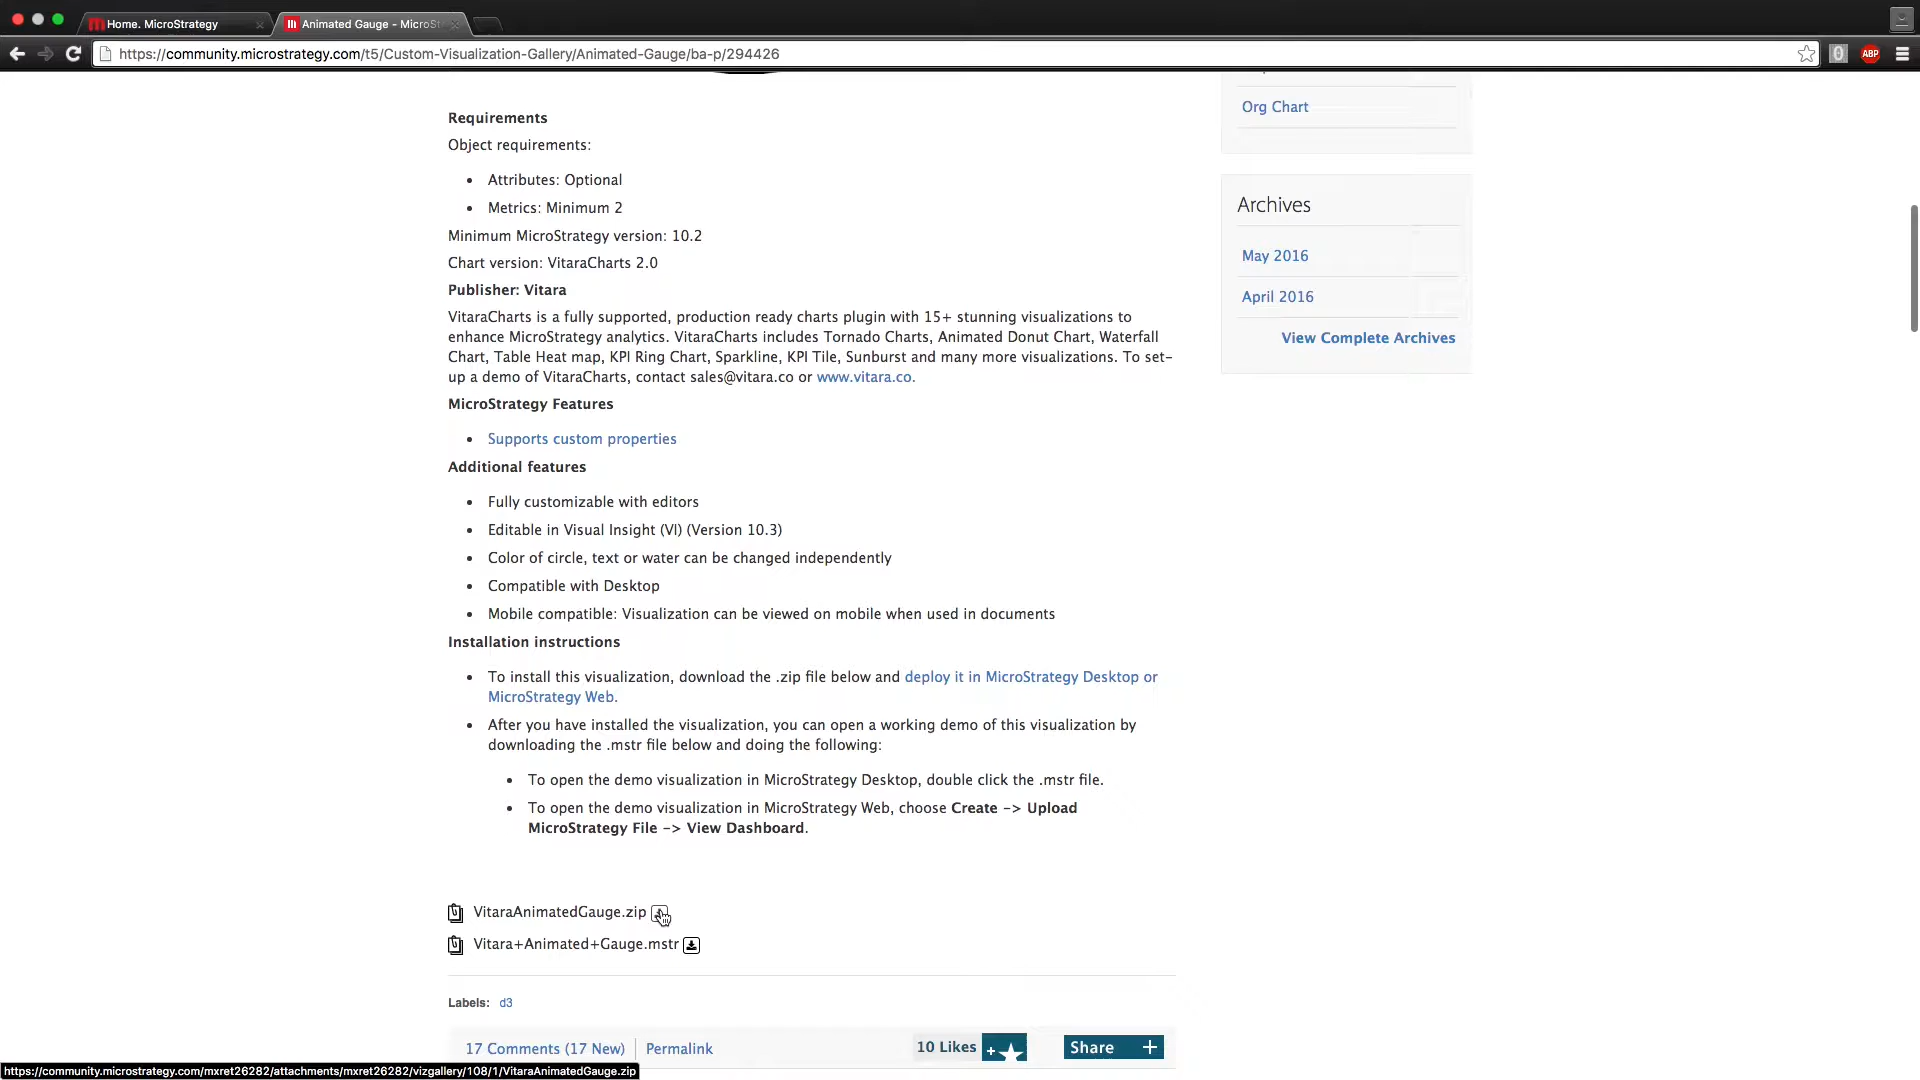 Home. MicroStrategy
Animated Gauge - MicroSt
https://community.microstrategy.com/t5/Custom-Visualization-Gallery/Animated-Gauge/ba-p/294426
ABP
Requirements
Object requirements:
Attributes: Optional
Metrics: Minimum 2
Minimum MicroStrategy version: 10.2
Chart version: VitaraCharts 2.0
Publisher: Vitara
VitaraCharts is a fully supported, production ready charts plugin with 15+ stunning visualizations to
enhance MicroStrategy analytics. VitaraCharts includes Tornado Charts, Animated Donut Chart, Waterfall
Chart, Table Heat map, KPI Ring Chart, Sparkline, KPI Tile, Sunburst and many more visualizations. To set-
up a demo of VitaraCharts, contact sales@vitara.co or www.vitara.co.
MicroStrategy Features
Supports custom properties
Additional features
Fully customizable with editors
Editable in Visual Insight (VI) (Version 10.3)
Color of circle, text or water can be changed independently
Compatible with Desktop
Mobile compatible: Visualization can be viewed on mobile when used in documents
Installation instructions
To install this visualization, download the .zip file below and deploy it in MicroStrategy Desktop or
MicroStrategy Web.
After you have installed the visualization, you can open a working demo of this visualization by
downloading the .mstr file below and doing the following:
To open the demo visualization in MicroStrategy Desktop, double click the .mstr file.
To open the demo visualization in MicroStrategy Web, choose Create -> Upload
MicroStrategy File -> View Dashboard.
VitaraAnimatedGauge.zip
Vitara+Animated+Gauge.mstr
Labels: d3
17 Comments (17 New)
Permalink
10 Likes
Share
Org Chart
Archives
May 2016
April 2016
View Complete Archives
https://community.microstrategy.com/mxret26282/attachments/mxret26282/vizgallery/108/1/VitaraAnimatedGauge.zip